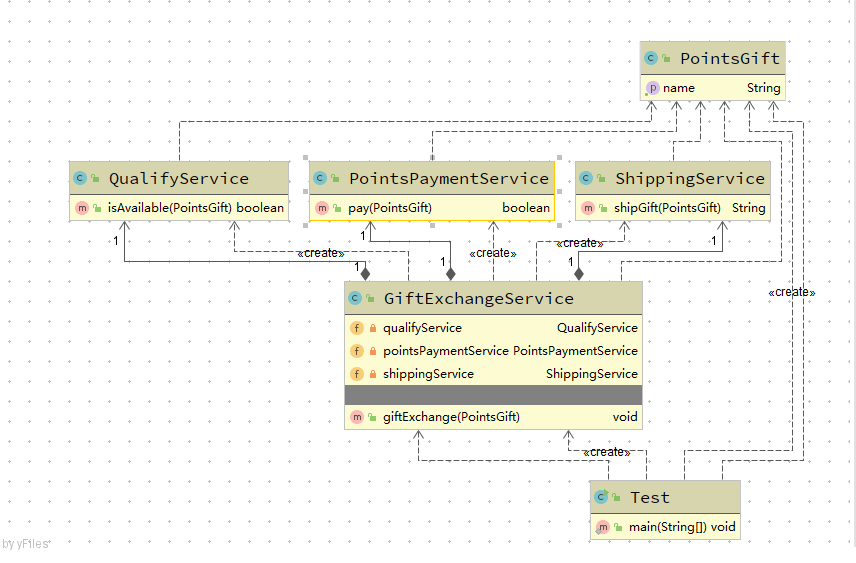 PointsGift
name String
QualifyService
isAvailable(PointsGift) boolean
PointsPaymentService
pay(PointsGift) boolean
ShippingService
shipGift(PointsGift) String
1
1
1
«create»
«create»
«create»
1
1
1
GiftExchangeService
qualifyService QualifyService
pointsPaymentService PointsPaymentService
shippingService ShippingService
giftExchange(PointsGift) void
«create»
«create»
Test
main(String[]) void
by yFiles